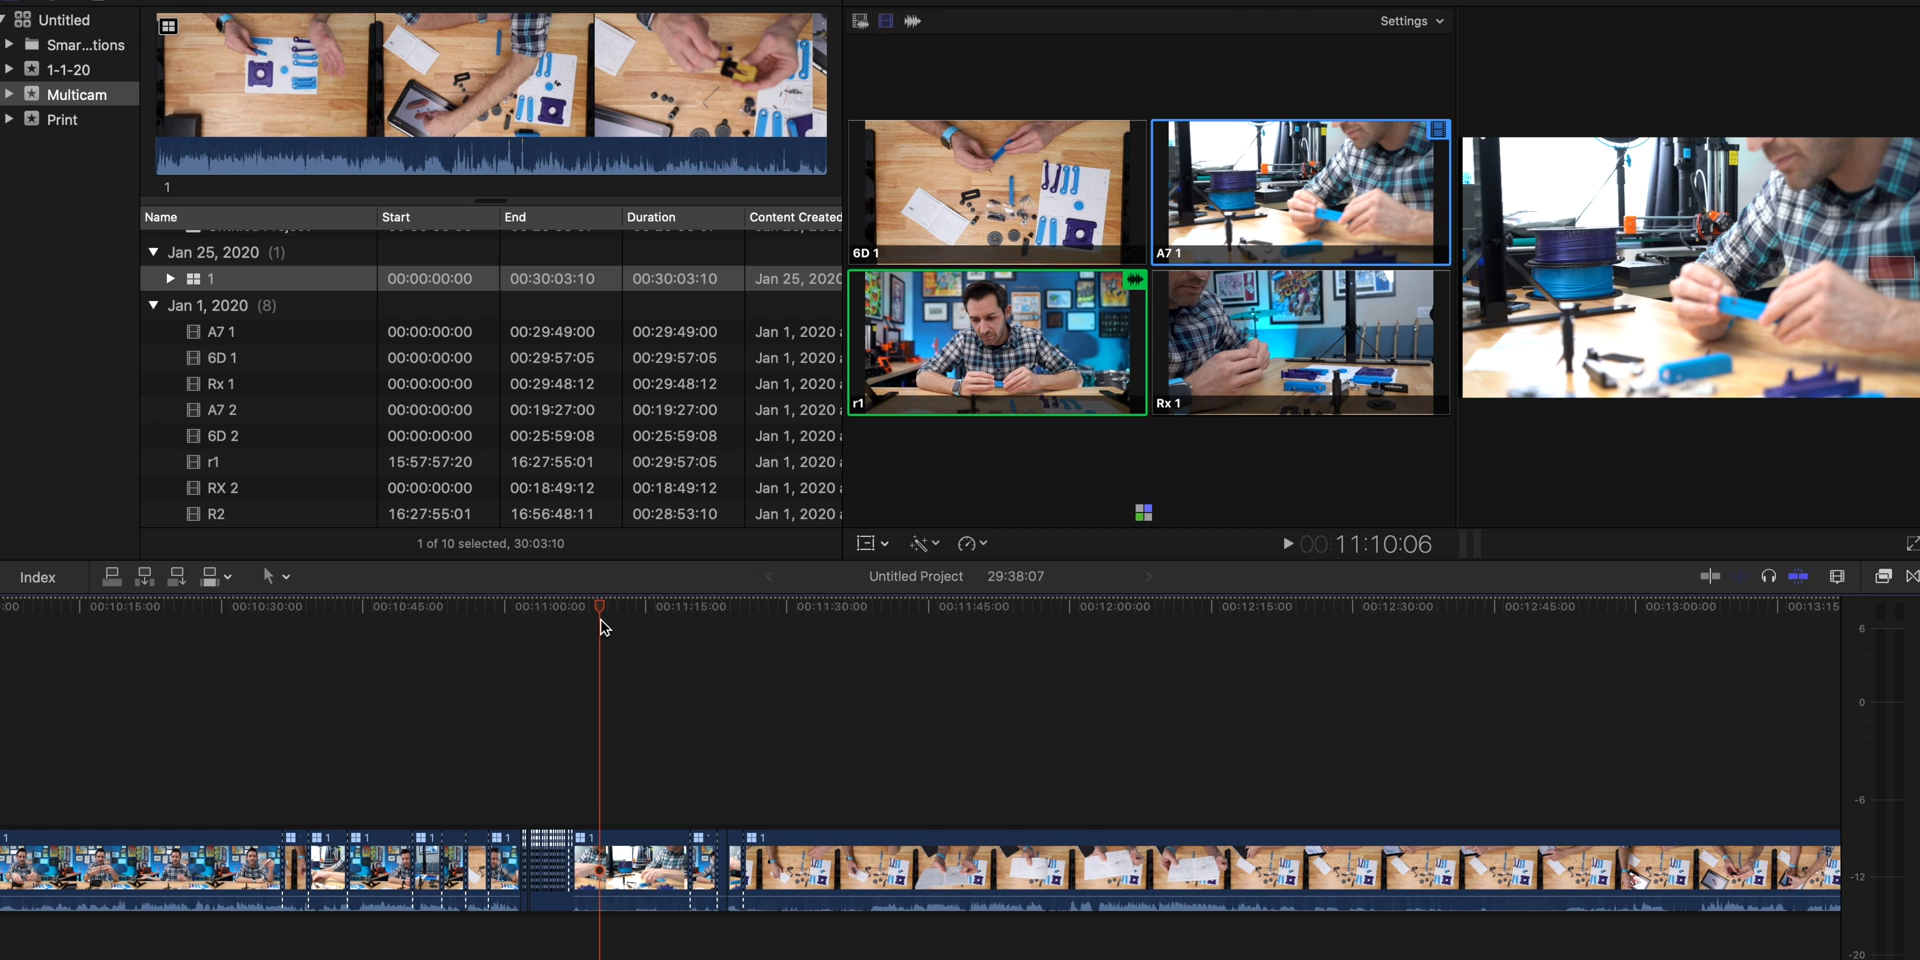 Untitled
Smar...tions
1-1-20
Multicam
Print
1
Name Start End Duration Content Created
Jan 25, 2020 (1)
1 00:00:00:00 00:30:03:10 00:30:03:10 Jan 25, 2020
Jan 1, 2020 (8)
A7 1 00:00:00:00 00:29:49:00 00:29:49:00 Jan 1, 2020 a
6D 1 00:00:00:00 00:29:57:05 00:29:57:05 Jan 1, 2020 a
Rx 1 00:00:00:00 00:29:48:12 00:29:48:12 Jan 1, 2020 a
A7 2 00:00:00:00 00:19:27:00 00:19:27:00 Jan 1, 2020 a
6D 2 00:00:00:00 00:25:59:08 00:25:59:08 Jan 1, 2020 a
r1 15:57:57:20 16:27:55:01 00:29:57:05 Jan 1, 2020 a
RX 2 00:00:00:00 00:18:49:12 00:18:49:12 Jan 1, 2020 a
R2 16:27:55:01 16:56:48:11 00:28:53:10 Jan 1, 2020 a
1 of 10 selected, 30:03:10
Settings
6D 1
A7 1
r1
Rx 1
00:11:10:06
Index
Untitled Project 29:38:07
:00 00:10:15:00 00:10:30:00 00:10:45:00 00:11:00:00 00:11:15:00 00:11:30:00 00:11:45:00 00:12:00:00 00:12:15:00 00:12:30:00 00:12:45:00 00:13:00:00 00:13:15
6
0
-6
-12
-20
1 1 1 1 1 1 1